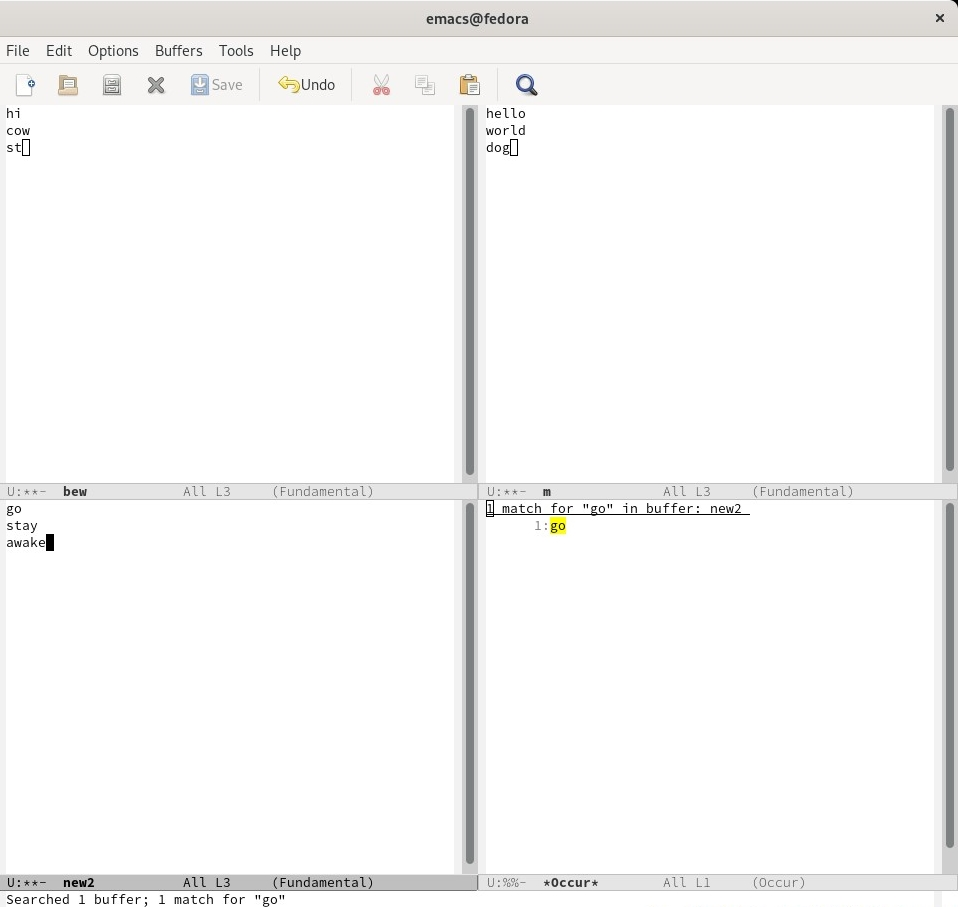 emacs@fedora
File Edit Options Buffers Tools Help
Save Undo
hi
cow
st
U:**- bew All L3 (Fundamental)
hello
world
dog
U:**- m All L3 (Fundamental)
go
stay
awake
U:**- new2 All L3 (Fundamental)
1 match for "go" in buffer: new2
1:go
U:%%- *Occur* All L1 (Occur)
Searched 1 buffer; 1 match for "go"